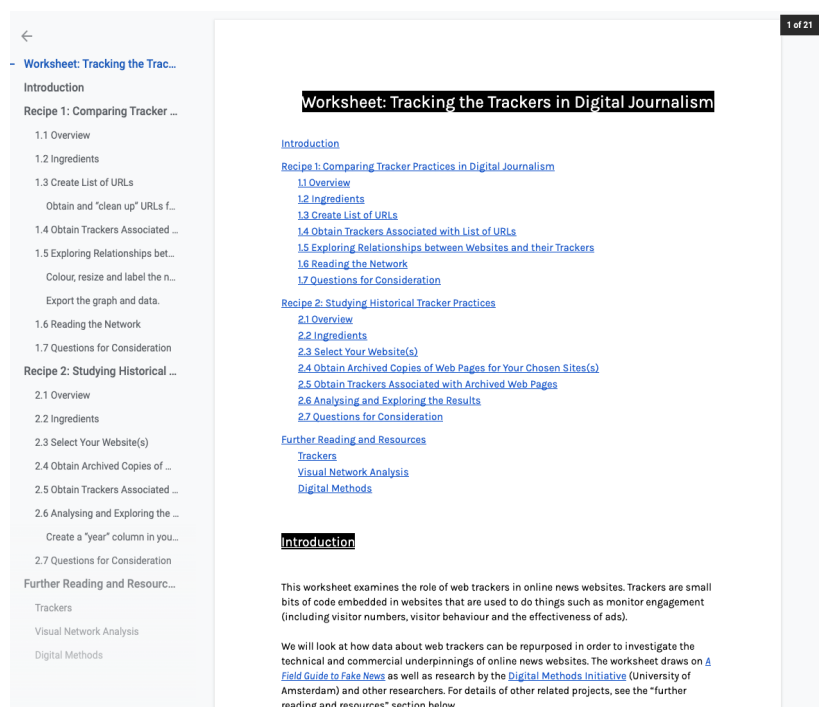 1 of 21
Worksheet: Tracking the Trac...
Introduction
Recipe 1: Comparing Tracker ...
1.1 Overview
1.2 Ingredients
1.3 Create List of URLs
Obtain and "clean up" URLs f...
1.4 Obtain Trackers Associated ...
1.5 Exploring Relationships bet...
Colour, resize and label the n...
Export the graph and data.
1.6 Reading the Network
1.7 Questions for Consideration
Recipe 2: Studying Historical ...
2.1 Overview
2.2 Ingredients
2.3 Select Your Website(s)
2.4 Obtain Archived Copies of ...
2.5 Obtain Trackers Associated ...
2.6 Analysing and Exploring the ...
Create a "year" column in you...
2.7 Questions for Consideration
Further Reading and Resourc...
Trackers
Visual Network Analysis
Digital Methods
Worksheet: Tracking the Trackers in Digital Journalism
Introduction
Recipe 1: Comparing Tracker Practices in Digital Journalism
1.1 Overview
1.2 Ingredients
1.3 Create List of URLs
1.4 Obtain Trackers Associated with List of URLs
1.5 Exploring Relationships between Websites and their Trackers
1.6 Reading the Network
1.7 Questions for Consideration
Recipe 2: Studying Historical Tracker Practices
2.1 Overview
2.2 Ingredients
2.3 Select Your Website(s)
2.4 Obtain Archived Copies of Web Pages for Your Chosen Sites(s)
2.5 Obtain Trackers Associated with Archived Web Pages
2.6 Analysing and Exploring the Results
2.7 Questions for Consideration
Further Reading and Resources
Trackers
Visual Network Analysis
Digital Methods
Introduction
This worksheet examines the role of web trackers in online news websites. Trackers are small
bits of code embedded in websites that are used to do things such as monitor engagement
(including visitor numbers, visitor behaviour and the effectiveness of ads).
We will look at how data about web trackers can be repurposed in order to investigate the
technical and commercial underpinnings of online news websites. The worksheet draws on A
Field Guide to Fake News as well as research by the Digital Methods Initiative (University of
Amsterdam) and other researchers. For details of other related projects, see the "further
reading and resources" section below.